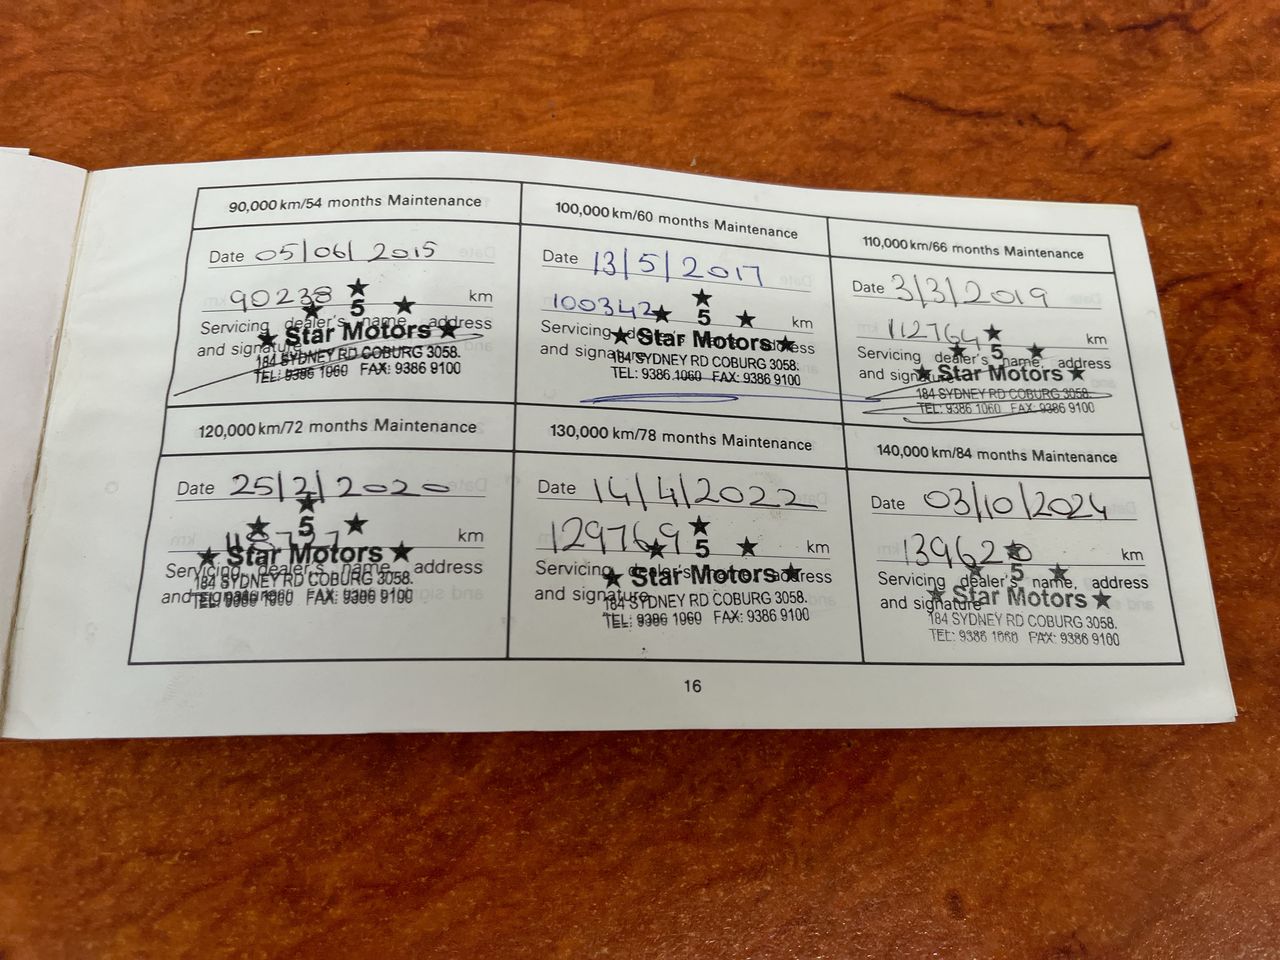 90,000 km/54 months Maintenance
Date 05/06/2015
90238 km
Servicing dealer's name, address
and signature
5
Star Motors
184 SYDNEY RD COBURG 3058.
TEL: 9386 1060 FAX: 9386 9100
100,000 km/60 months Maintenance
Date 13/5/2017
100342 km
Servicing dealer's name, address
and signature
5
Star Motors
184 SYDNEY RD COBURG 3058.
TEL: 9386 1060 FAX: 9386 9100
110,000 km/66 months Maintenance
Date 3/3/2019
112764 km
Servicing dealer's name, address
and signature
5
Star Motors
184 SYDNEY RD COBURG 3058.
TEL: 9386 1060 FAX: 9386 9100
120,000 km/72 months Maintenance
Date 25/2/2020
km
Servicing dealer's name, address
and signature
5
Star Motors
184 SYDNEY RD COBURG 3058.
TEL: 9386 1060 FAX: 9386 9100
130,000 km/78 months Maintenance
Date 14/4/2022
129769 km
Servicing dealer's name, address
and signature
5
Star Motors
184 SYDNEY RD COBURG 3058.
TEL: 9386 1060 FAX: 9386 9100
140,000 km/84 months Maintenance
Date 03/10/2024
139620 km
Servicing dealer's name, address
and signature
5
Star Motors
184 SYDNEY RD COBURG 3058.
TEL: 9386 1060 FAX: 9386 9100
16